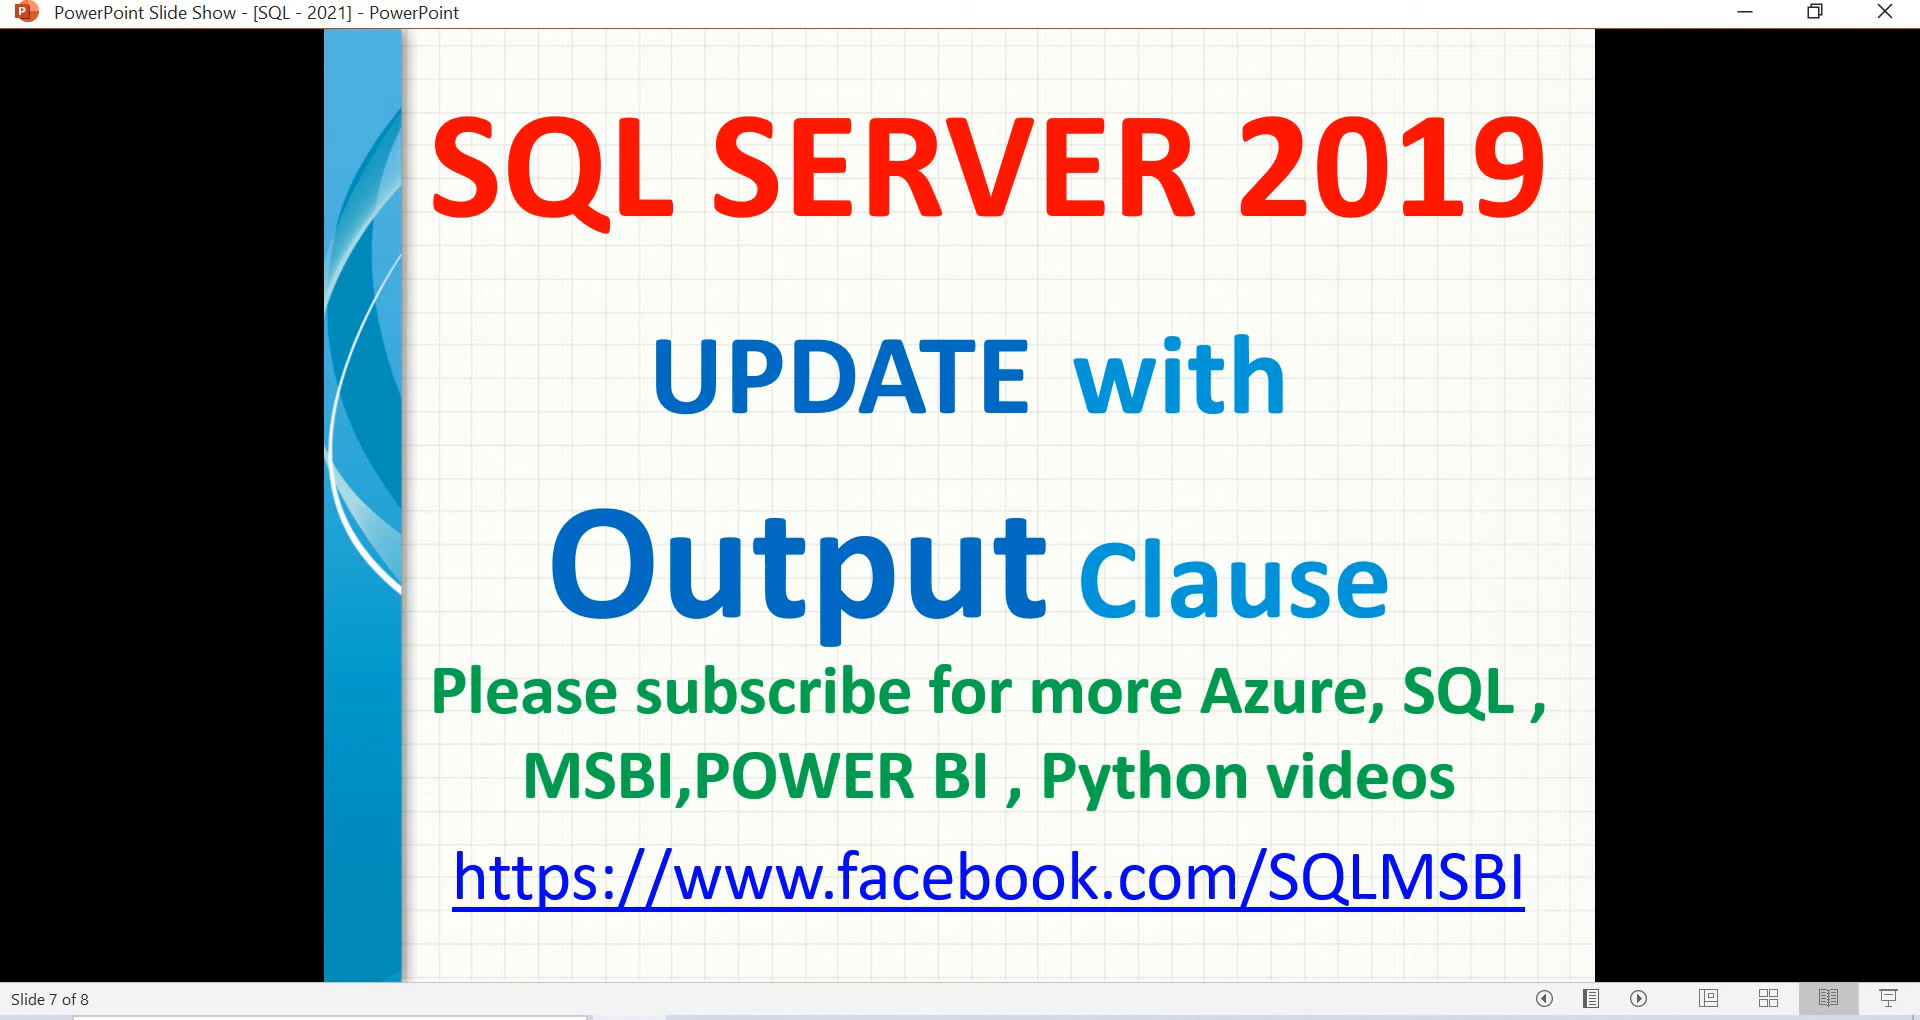 PowerPoint Slide Show - [SQL - 2021] - PowerPoint
SQL SERVER 2019
UPDATE with
Output Clause
Please subscribe for more Azure, SQL ,
MSBI,POWER BI , Python videos
https://www.facebook.com/SQLMSBI
Slide 7 of 8